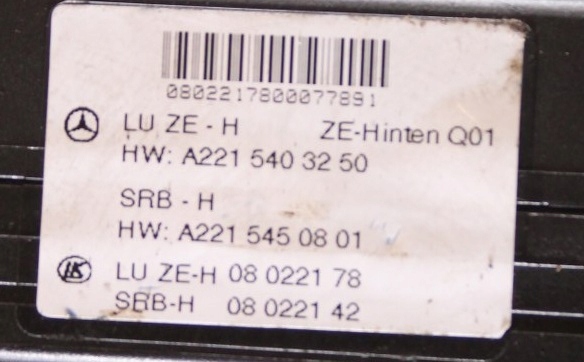 0802217800077891
LU ZE - H ZE-Hinten Q01
HW: A221 540 32 50
SRB - H
HW: A221 545 08 01
LK LU ZE-H 08 0221 78
SRB-H 08 0221 42